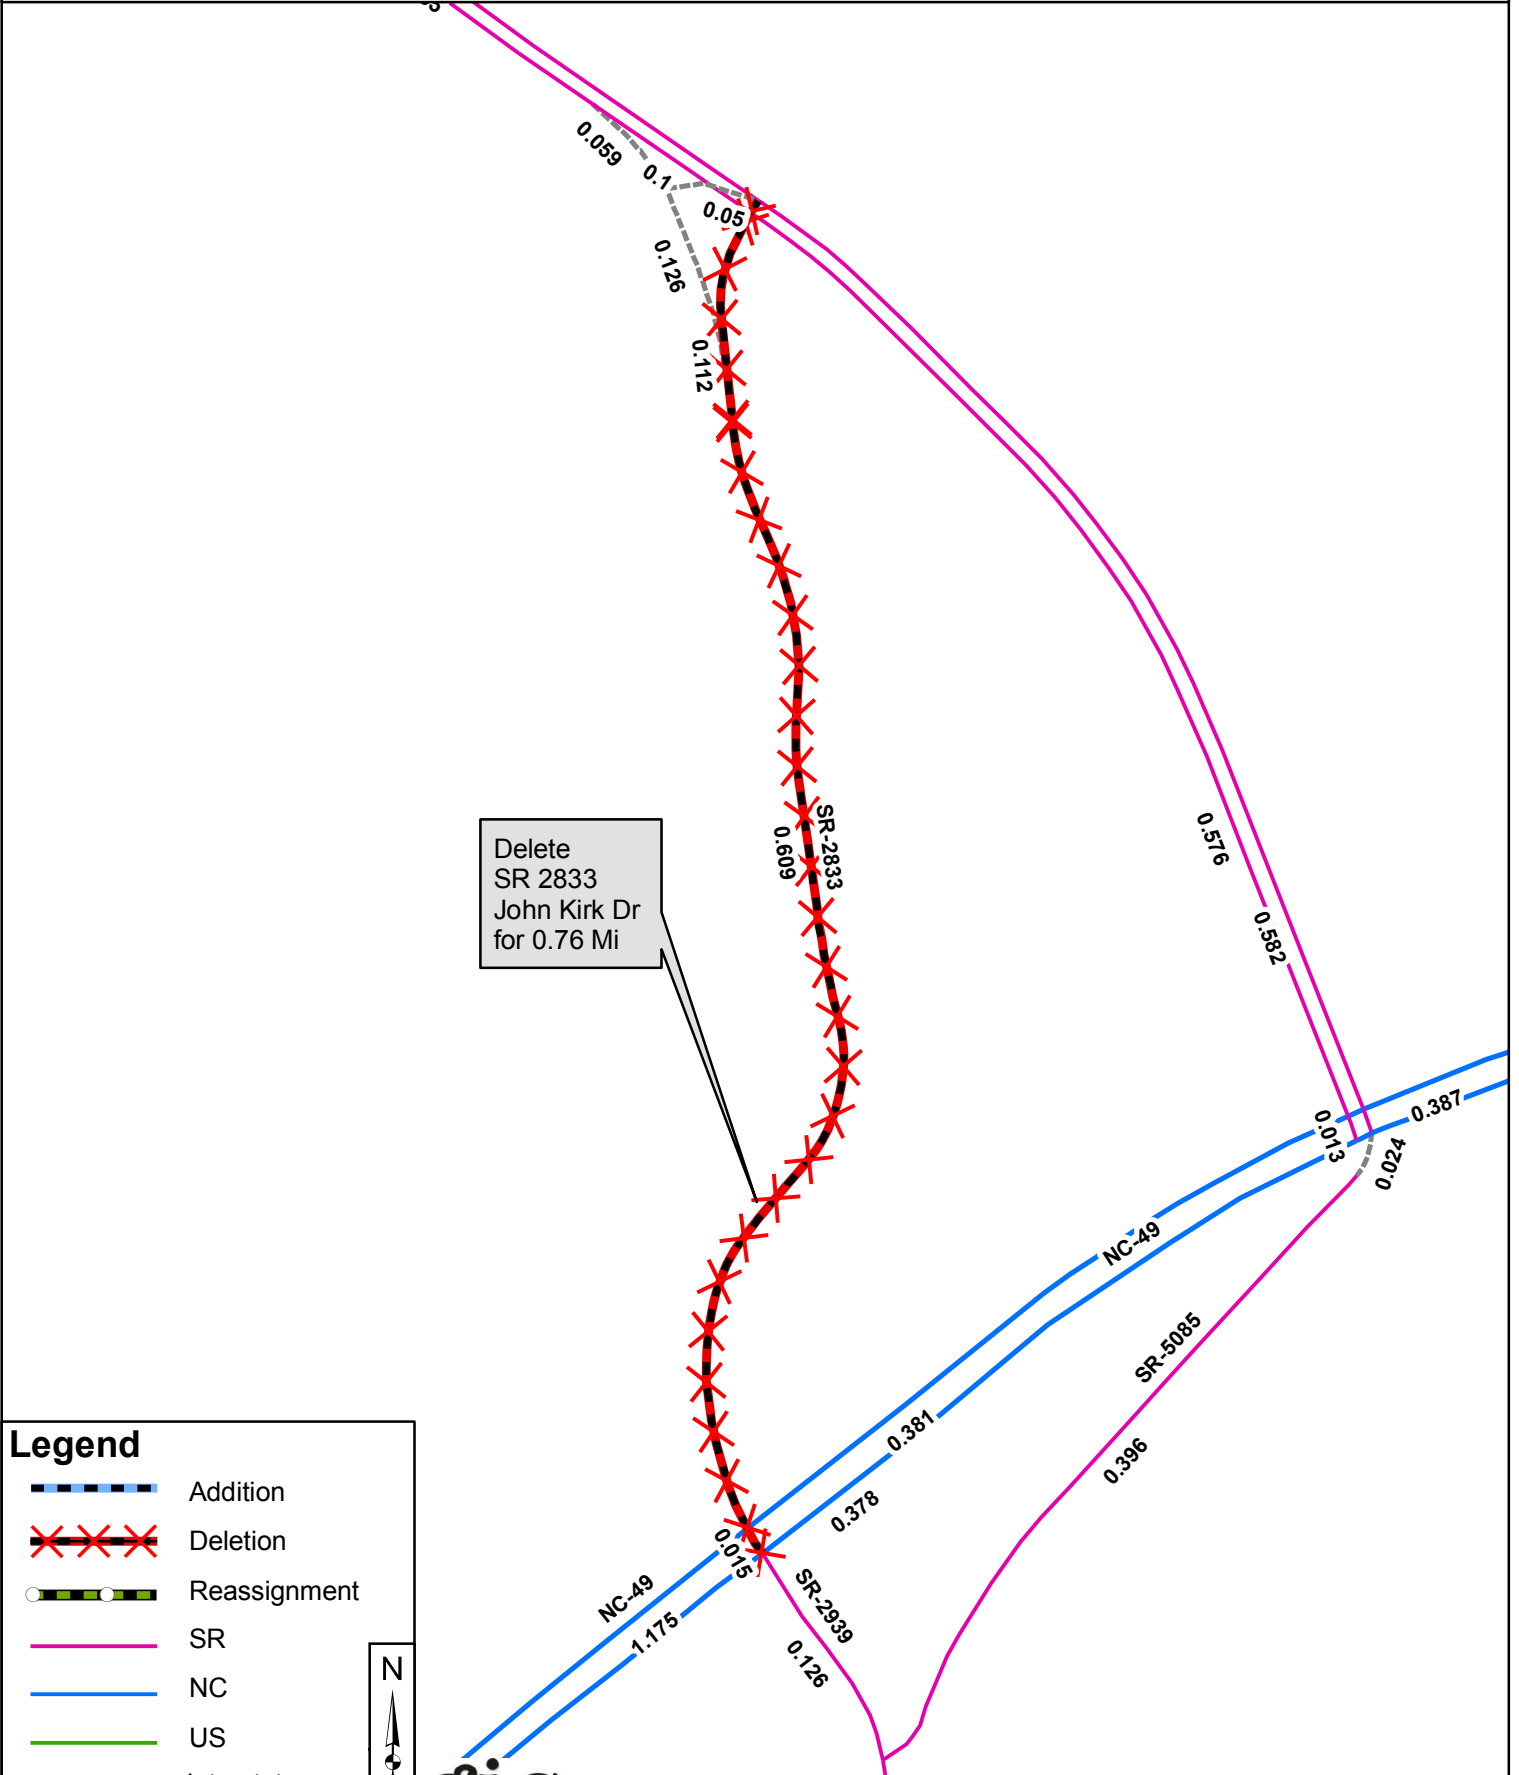 0.059
0.1
0.05
0.126
0.112
SR-2833
0.609
0.576
0.582
Delete
SR 2833
John Kirk Dr
for 0.76 Mi
0.387
0.013
0.024
NC-49
SR-5085
0.381
0.396
0.378
0.015
NC-49
SR-2939
1.175
0.126
Legend
Addition
Deletion
Reassignment
SR
NC
US
N